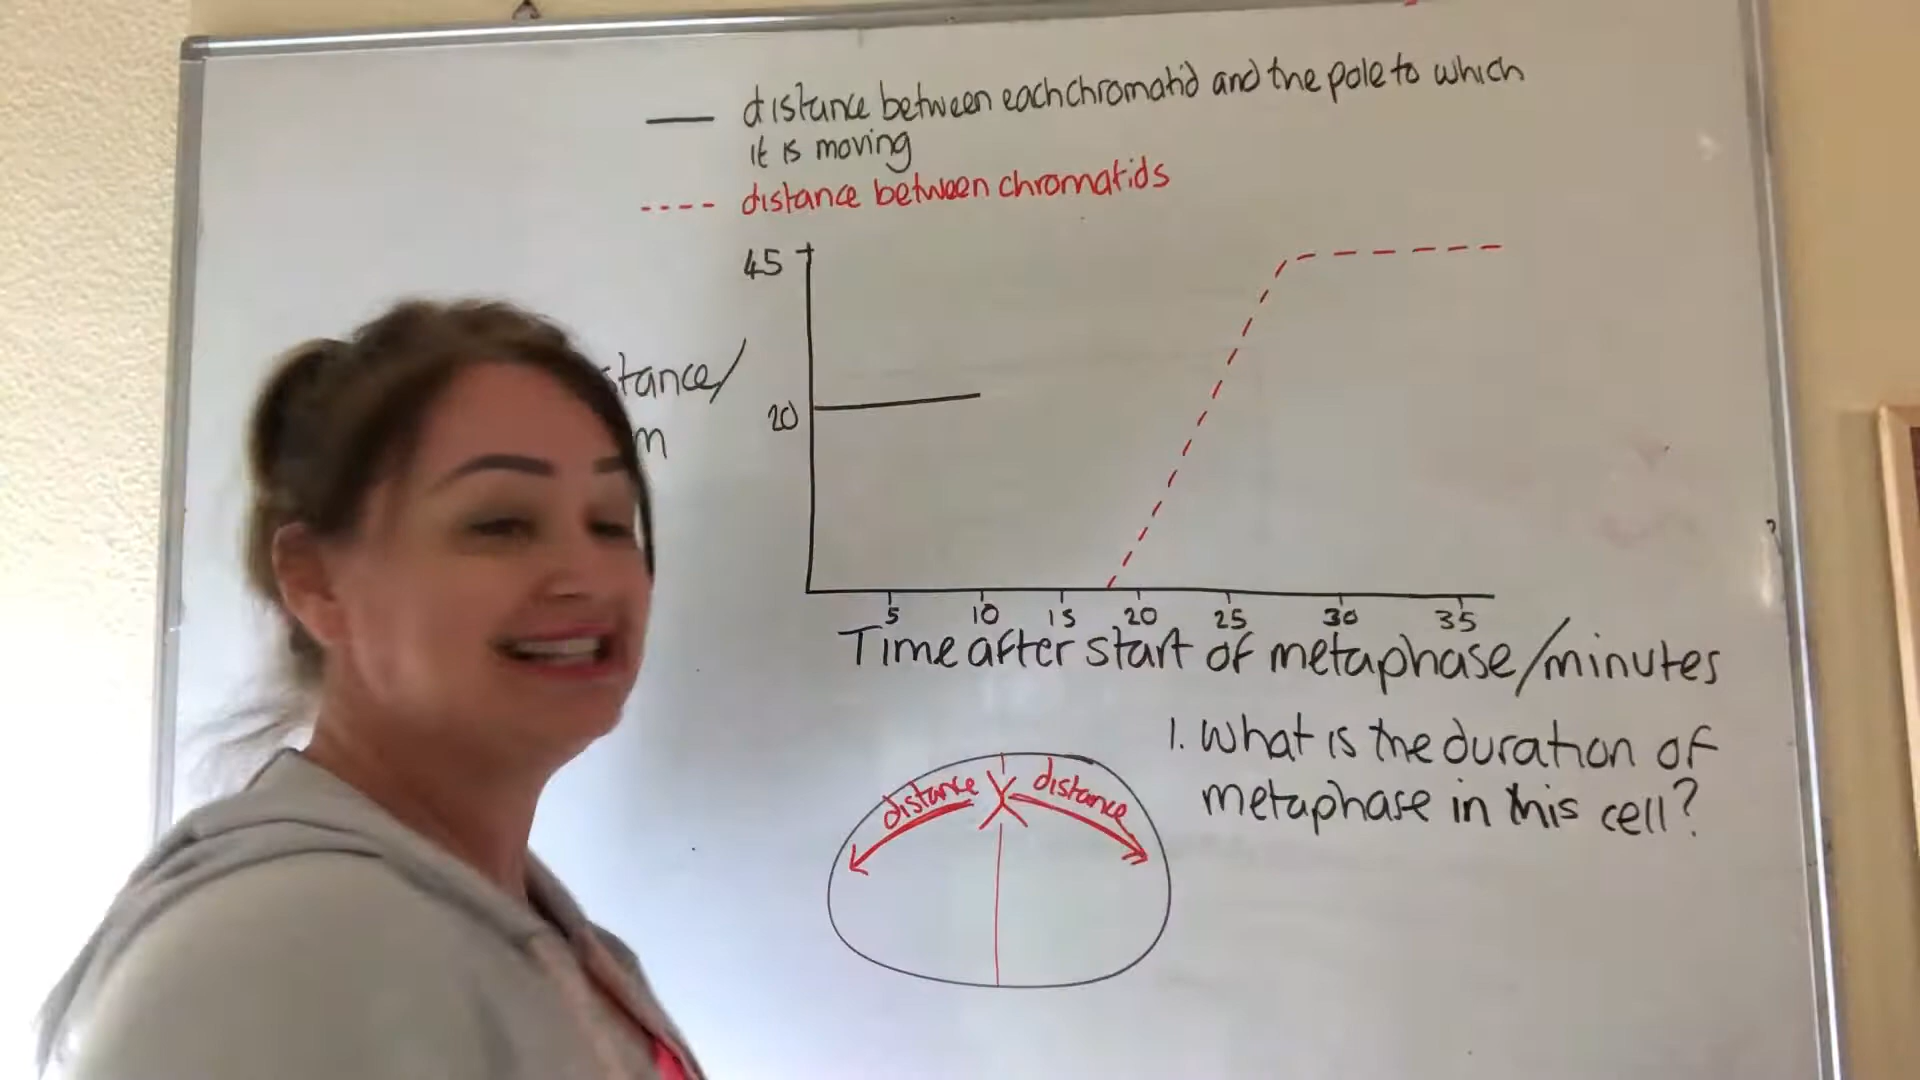 distance between each chromatid and the pole to which
it is moving
distance between chromatids
45
20
5 10 15 20 25 30 35
Time after start of metaphase/minutes
1. What is the duration of
metaphase in this cell?
distance distance